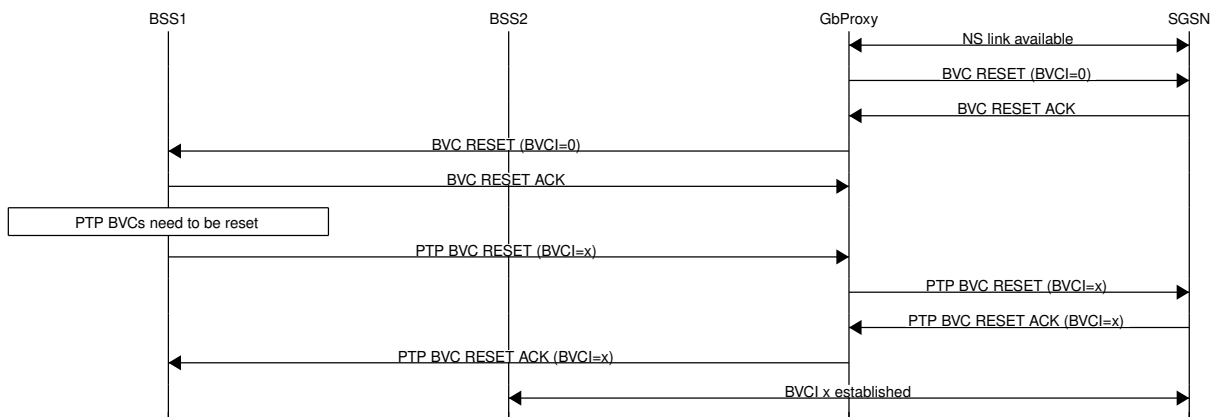 BSS1 BSS2 GbProxy SGSN
NS link available
BVC RESET (BVCI=0)
BVC RESET ACK
BVC RESET (BVCI=0)
BVC RESET ACK
PTP BVCs need to be reset
PTP BVC RESET (BVCI=x)
PTP BVC RESET (BVCI=x)
PTP BVC RESET ACK (BVCI=x)
PTP BVC RESET ACK (BVCI=x)
BVCI x established